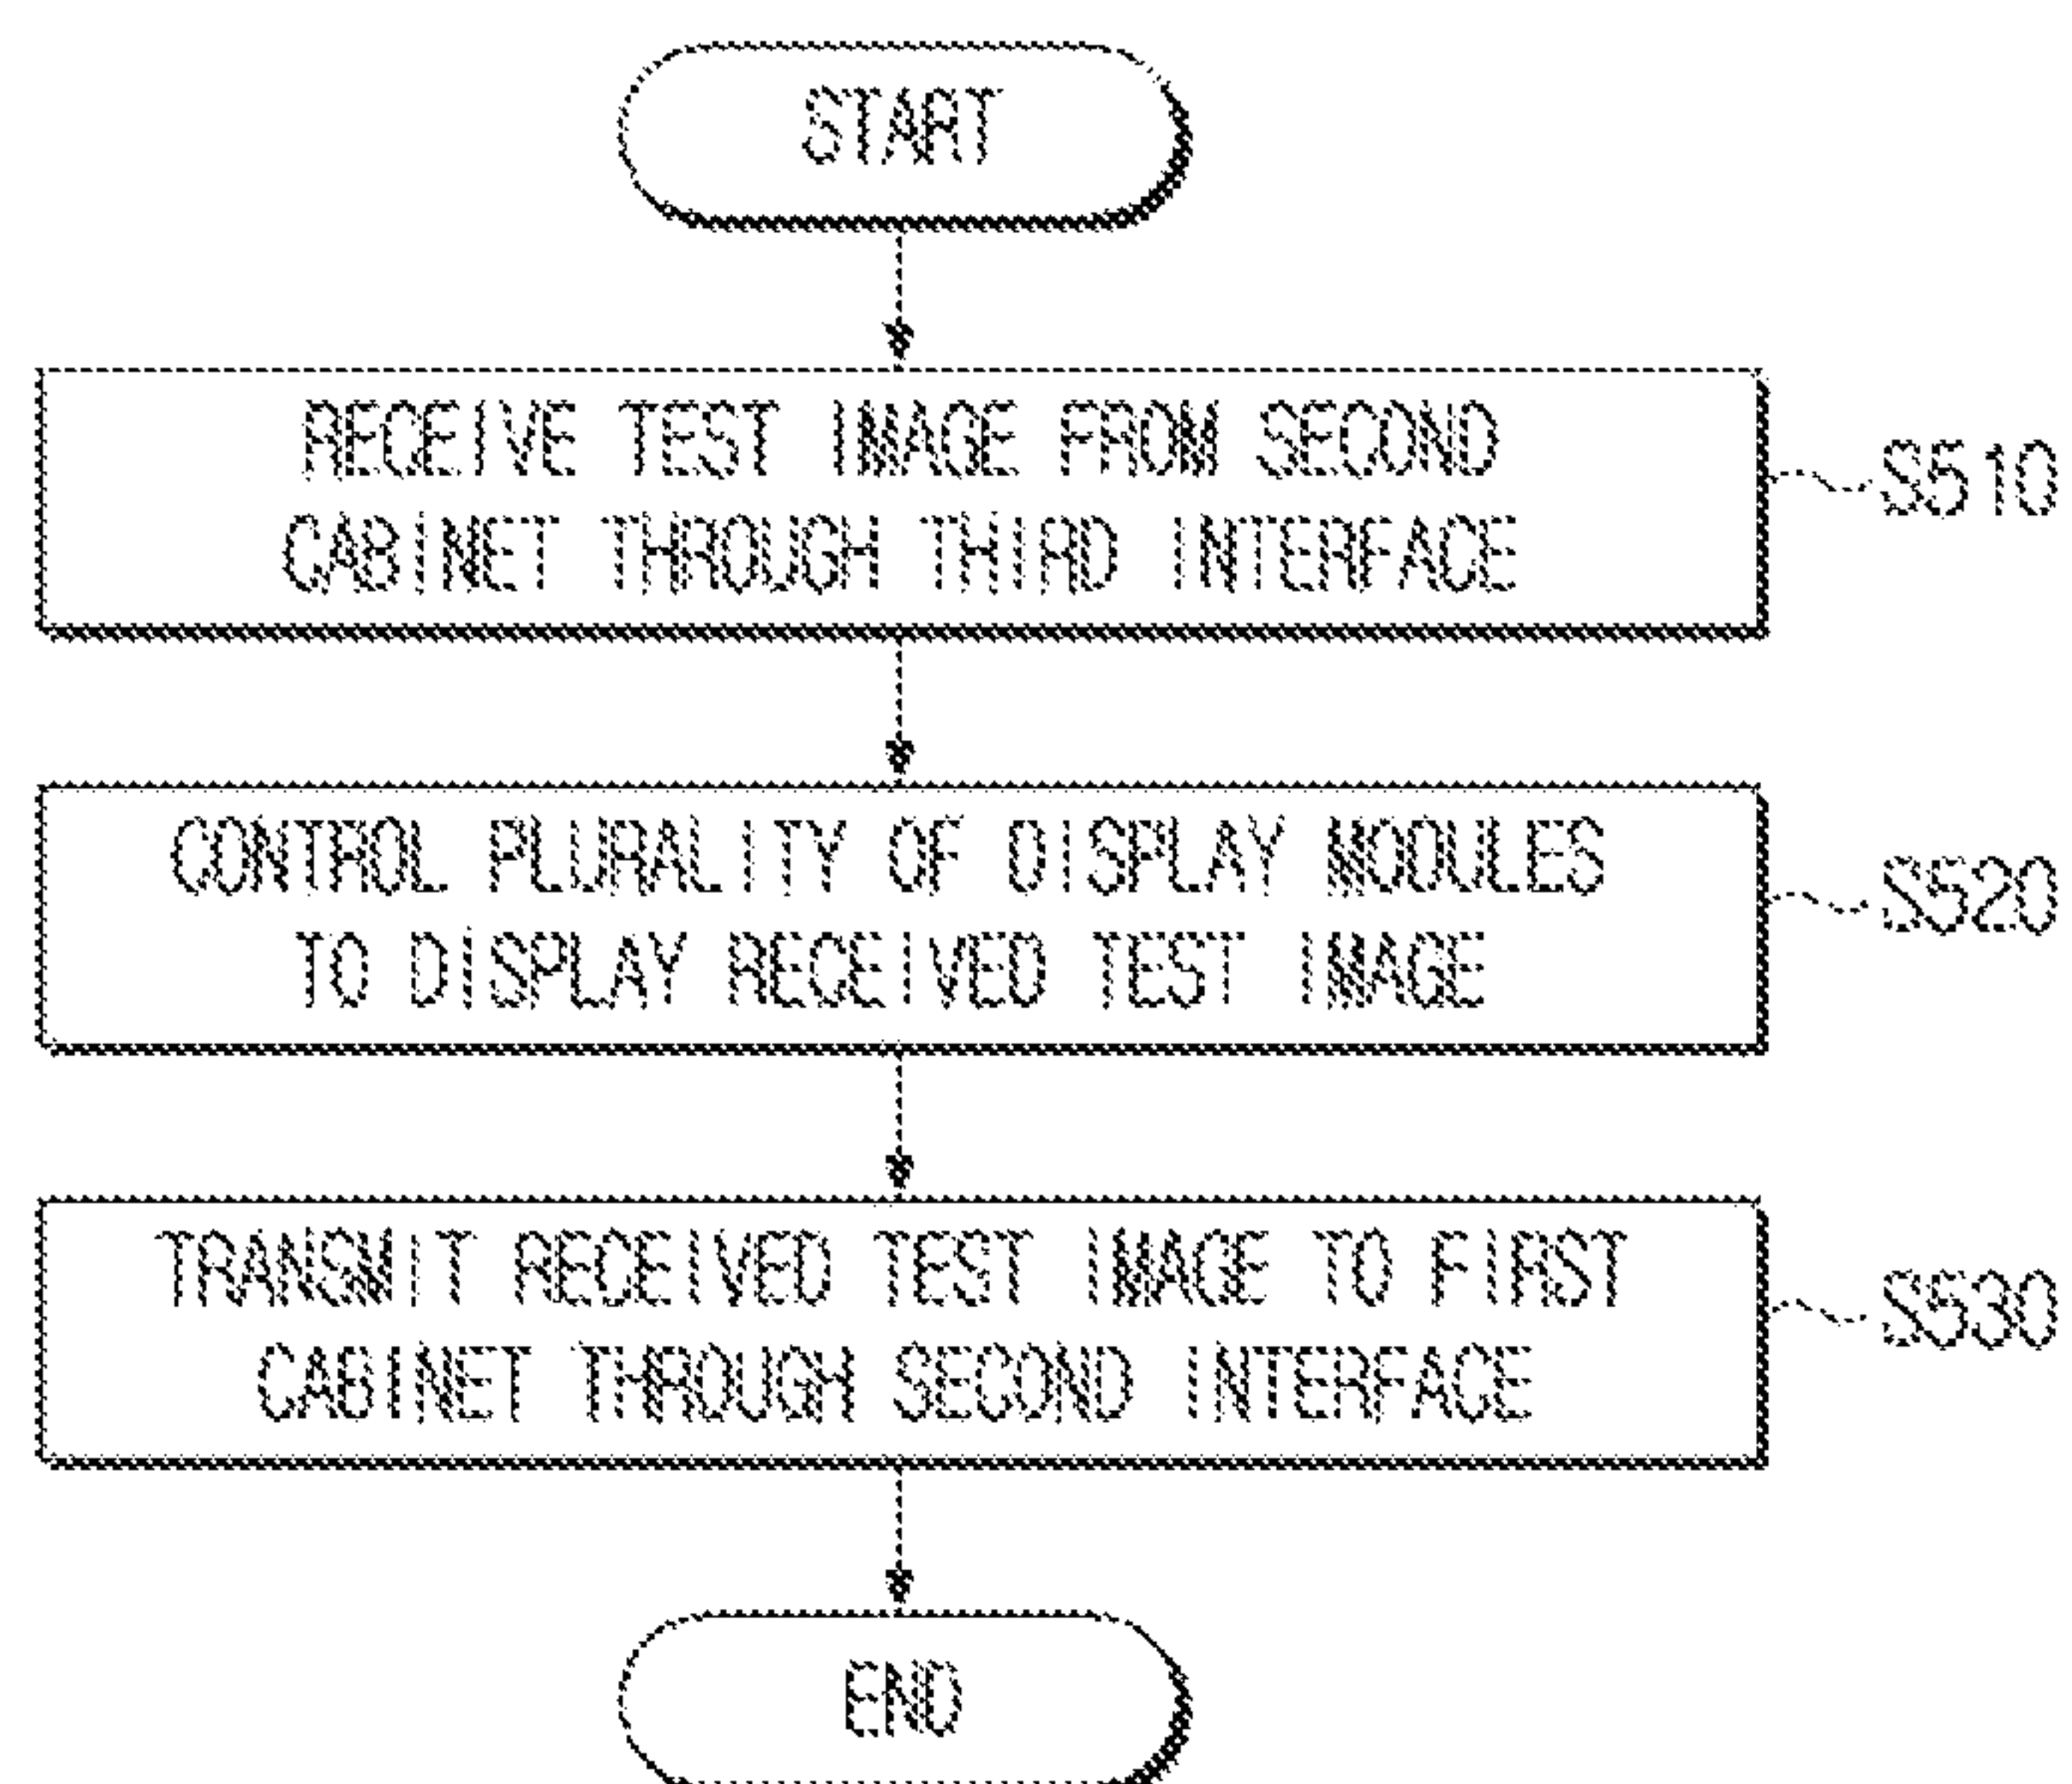 START
RECEIVE TEST IMAGE FROM SECOND
CABINET THROUGH THIRD INTERFACE
S510
CONTROL PLURALITY OF DISPLAY MODULES
TO DISPLAY RECEIVED TEST IMAGE
S520
TRANSMIT RECEIVED TEST IMAGE TO FIRST
CABINET THROUGH SECOND INTERFACE
S530
END